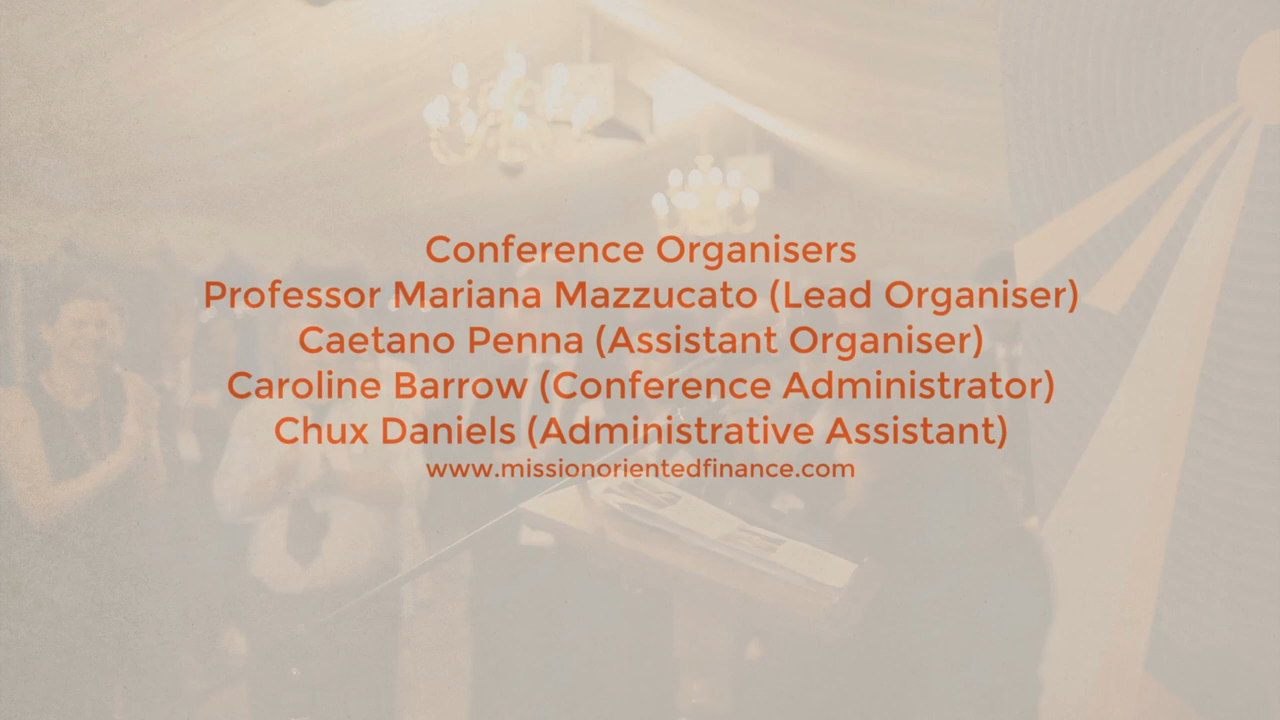 Conference Organisers
Professor Mariana Mazzucato (Lead Organiser)
Caetano Penna (Assistant Organiser)
Caroline Barrow (Conference Administrator)
Chux Daniels (Administrative Assistant)
www.missionorientedfinance.com